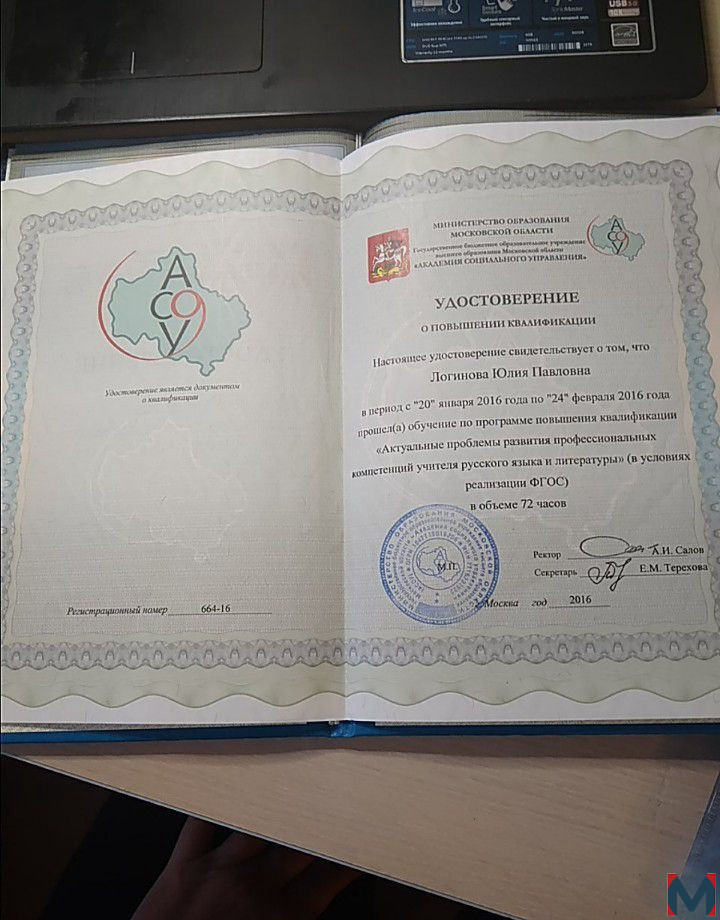 USB3.0
АСОУ
Удостоверение является документом
о квалификации
Регистрационный номер 664-16
МИНИСТЕРСТВО ОБРАЗОВАНИЯ
МОСКОВСКОЙ ОБЛАСТИ
Государственное бюджетное образовательное учреждение
высшего образования Московской области
«АКАДЕМИЯ СОЦИАЛЬНОГО УПРАВЛЕНИЯ»
АСОУ
УДОСТОВЕРЕНИЕ
О ПОВЫШЕНИИ КВАЛИФИКАЦИИ
Настоящее удостоверение свидетельствует о том, что
Логинова Юлия Павловна
в период с "20" января 2016 года по "24" февраля 2016 года
прошел(а) обучение по программе повышения квалификации
«Актуальные проблемы развития профессиональных
компетенций учителя русского языка и литературы» (в условиях
реализации ФГОС)
в объеме 72 часов
М.П.
Ректор А.И. Салов
Секретарь Е.М. Терехова
Москва год 2016
М